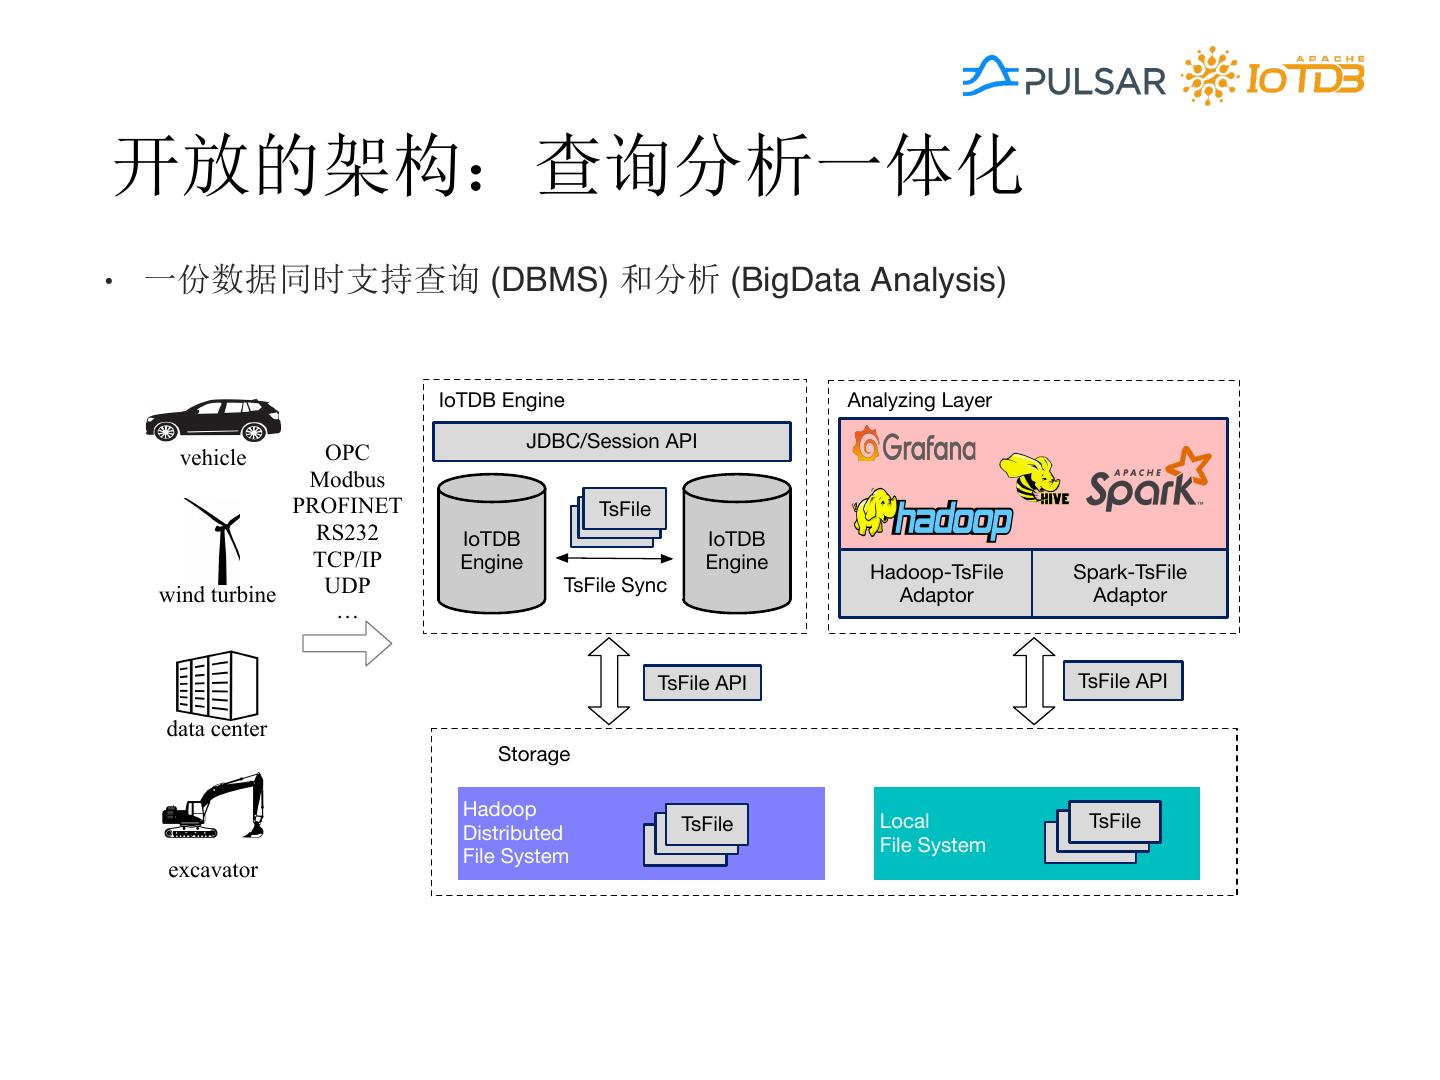 PULSAR
APACHE
IoTDB
开放的架构：查询分析一体化
• 一份数据同时支持查询 (DBMS) 和分析 (BigData Analysis)
vehicle
wind turbine
data center
excavator
OPC
Modbus
PROFINET
RS232
TCP/IP
UDP
…
IoTDB Engine
JDBC/Session API
IoTDB
Engine
TsFile
TsFile Sync
IoTDB
Engine
Analyzing Layer
Grafana
HIVE
APACHE
Spark™
hadoop
Hadoop-TsFile
Adaptor
Spark-TsFile
Adaptor
TsFile API
TsFile API
Storage
Hadoop
Distributed
File System
TsFile
Local
File System
TsFile